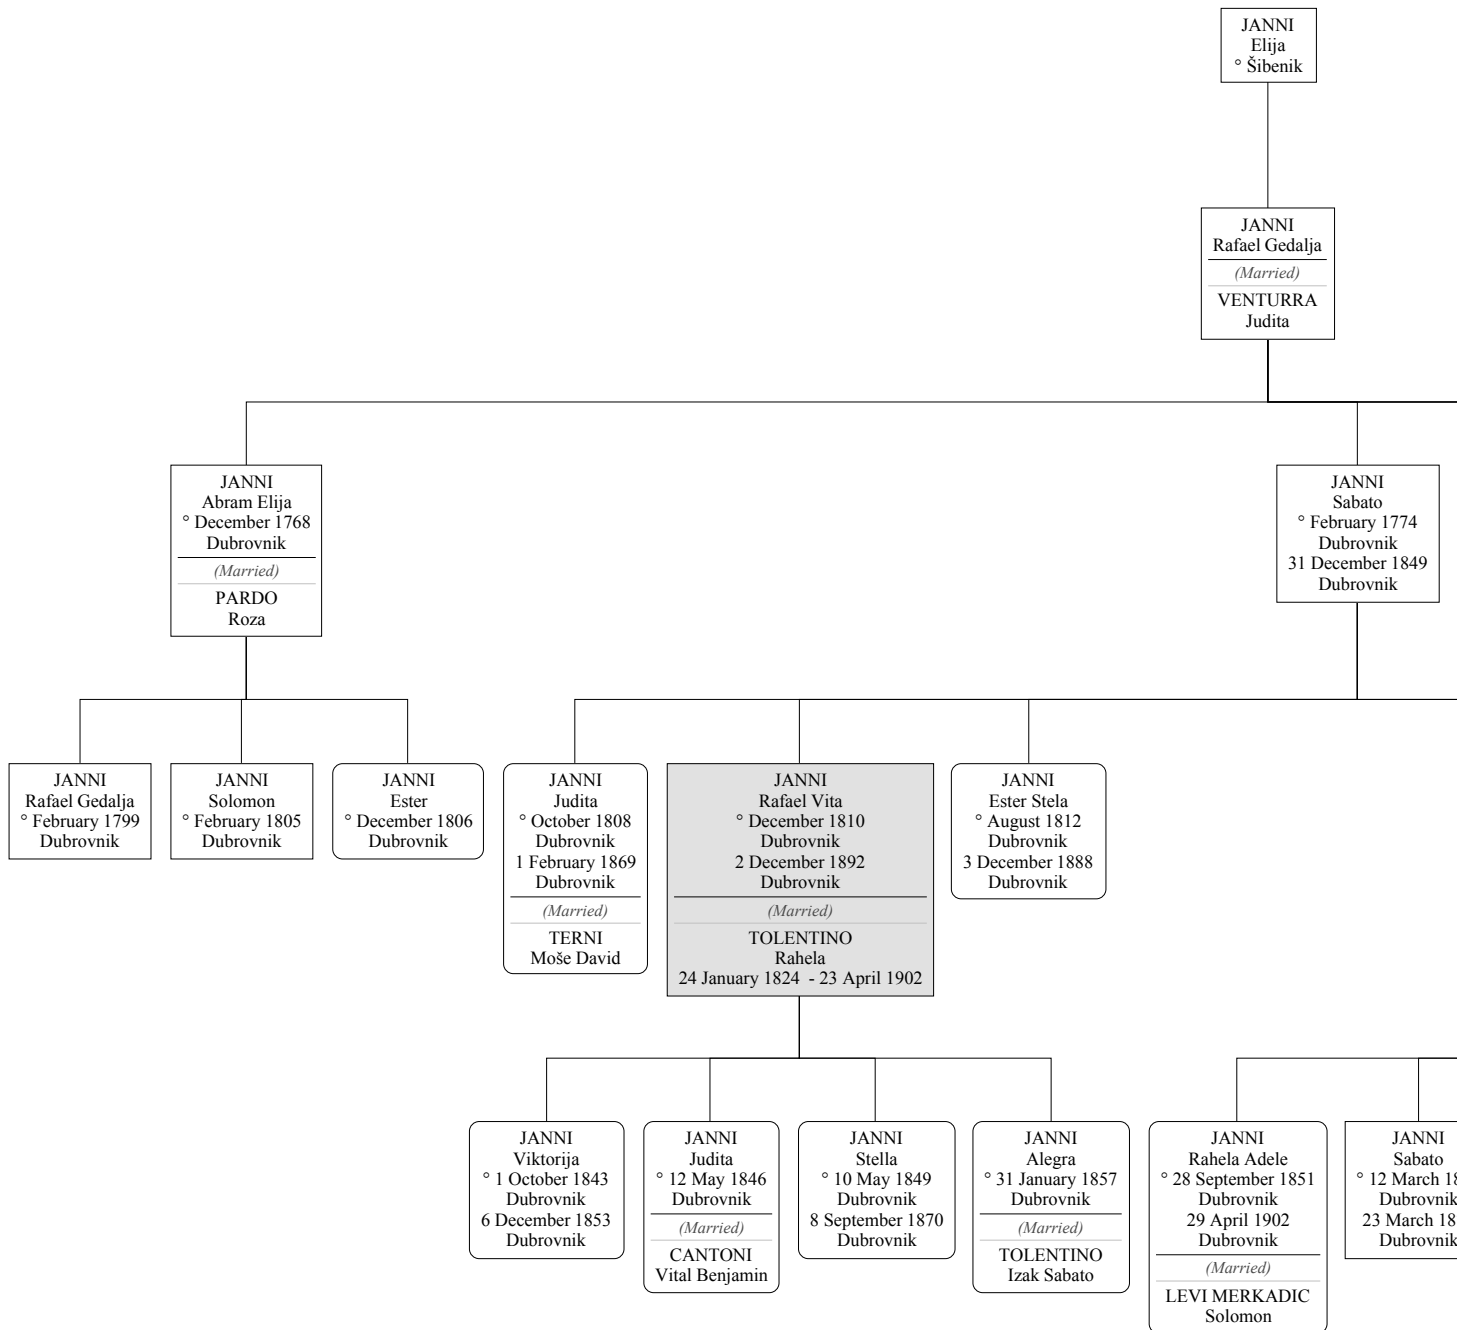 JANNI
Elija
° Šibenik
JANNI
Rafael Gedalja
(Married)
VENTURRA
Judita
JANNI
Abram Elija
° December 1768
Dubrovnik
(Married)
PARDO
Roza
JANNI
Sabato
° February 1774
Dubrovnik
31 December 1849
Dubrovnik
JANNI
Rafael Gedalja
° February 1799
Dubrovnik
JANNI
Solomon
° February 1805
Dubrovnik
JANNI
Ester
° December 1806
Dubrovnik
JANNI
Judita
° October 1808
Dubrovnik
1 February 1869
Dubrovnik
(Married)
TERNI
Moše David
JANNI
Rafael Vita
° December 1810
Dubrovnik
2 December 1892
Dubrovnik
(Married)
TOLENTINO
Rahela
24 January 1824 - 23 April 1902
JANNI
Ester Stela
° August 1812
Dubrovnik
3 December 1888
Dubrovnik
JANNI
Viktorija
° 1 October 1843
Dubrovnik
6 December 1853
Dubrovnik
JANNI
Judita
° 12 May 1846
Dubrovnik
(Married)
CANTONI
Vital Benjamin
JANNI
Stella
° 10 May 1849
Dubrovnik
8 September 1870
Dubrovnik
JANNI
Alegra
° 31 January 1857
Dubrovnik
(Married)
TOLENTINO
Izak Sabato
JANNI
Rahela Adele
° 28 September 1851
Dubrovnik
29 April 1902
Dubrovnik
(Married)
LEVI MERKADIC
Solomon
JANNI
Sabato
° 12 March
Dubrovnik
23 March
Dubrovnik